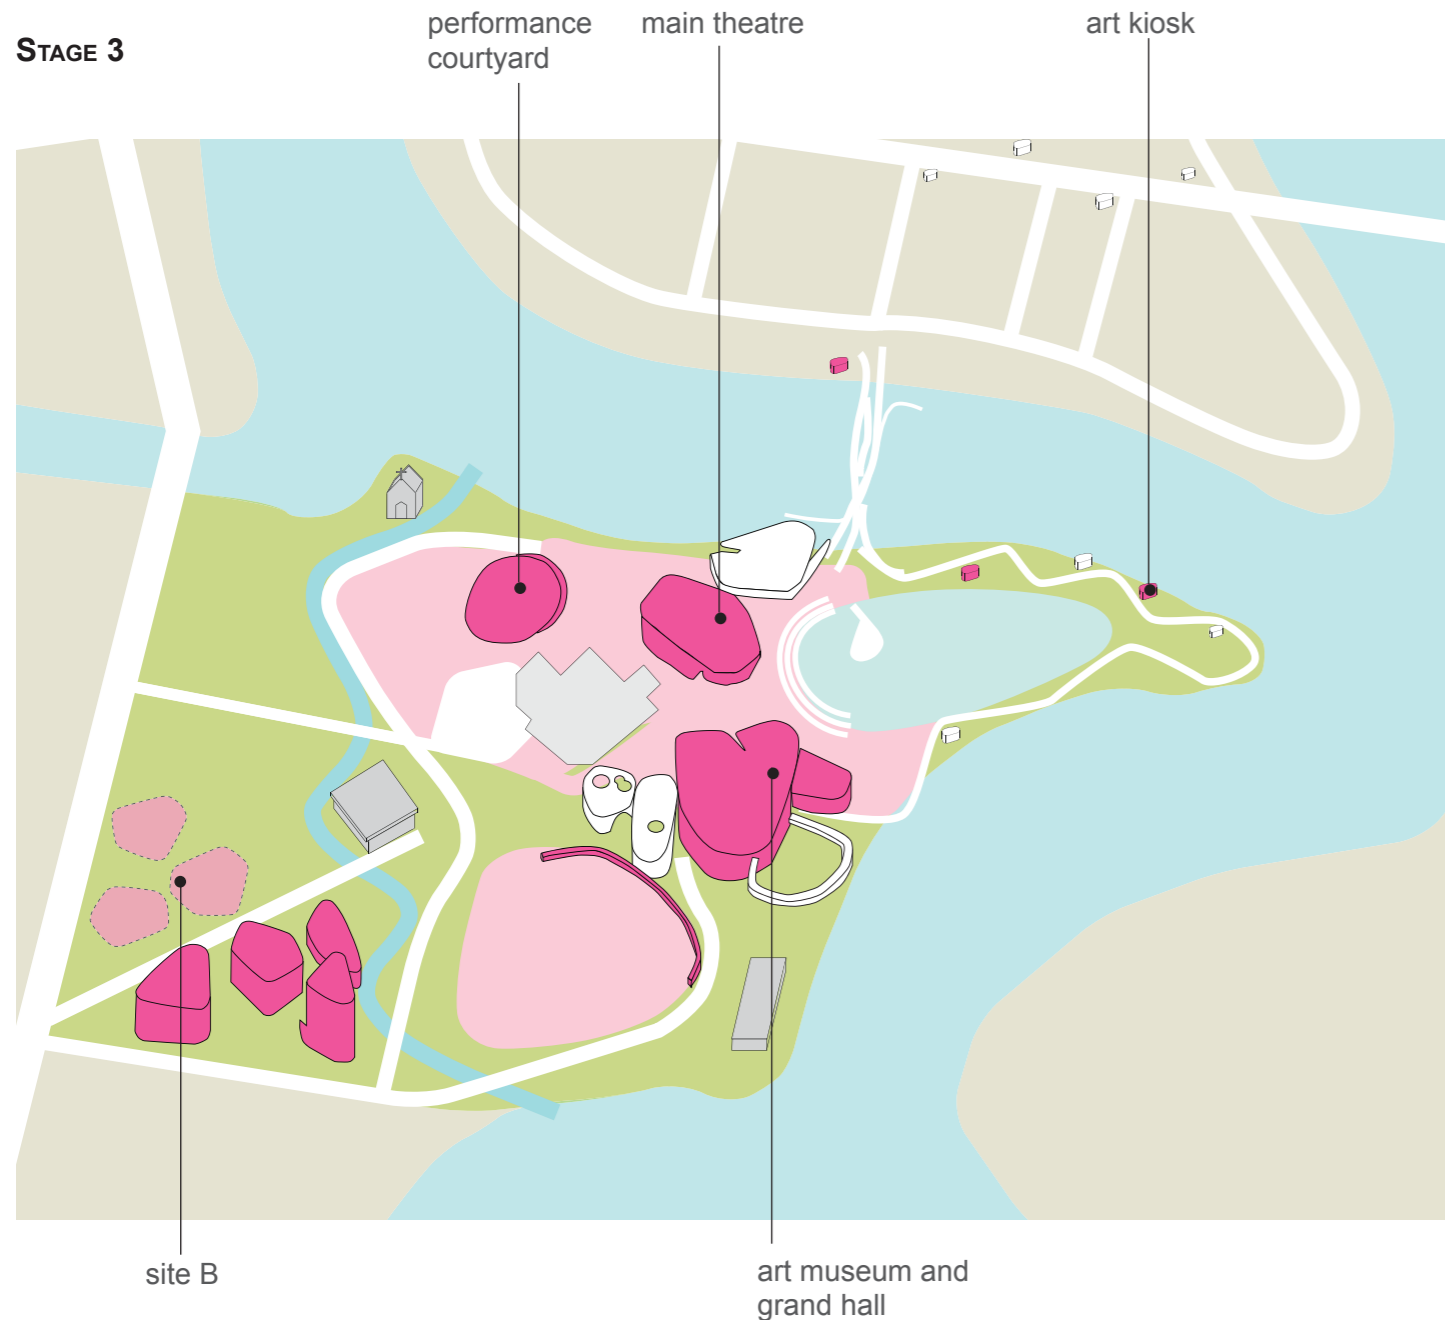 STAGE 3
performance
courtyard
main theatre
art kiosk
site B
art museum and
grand hall